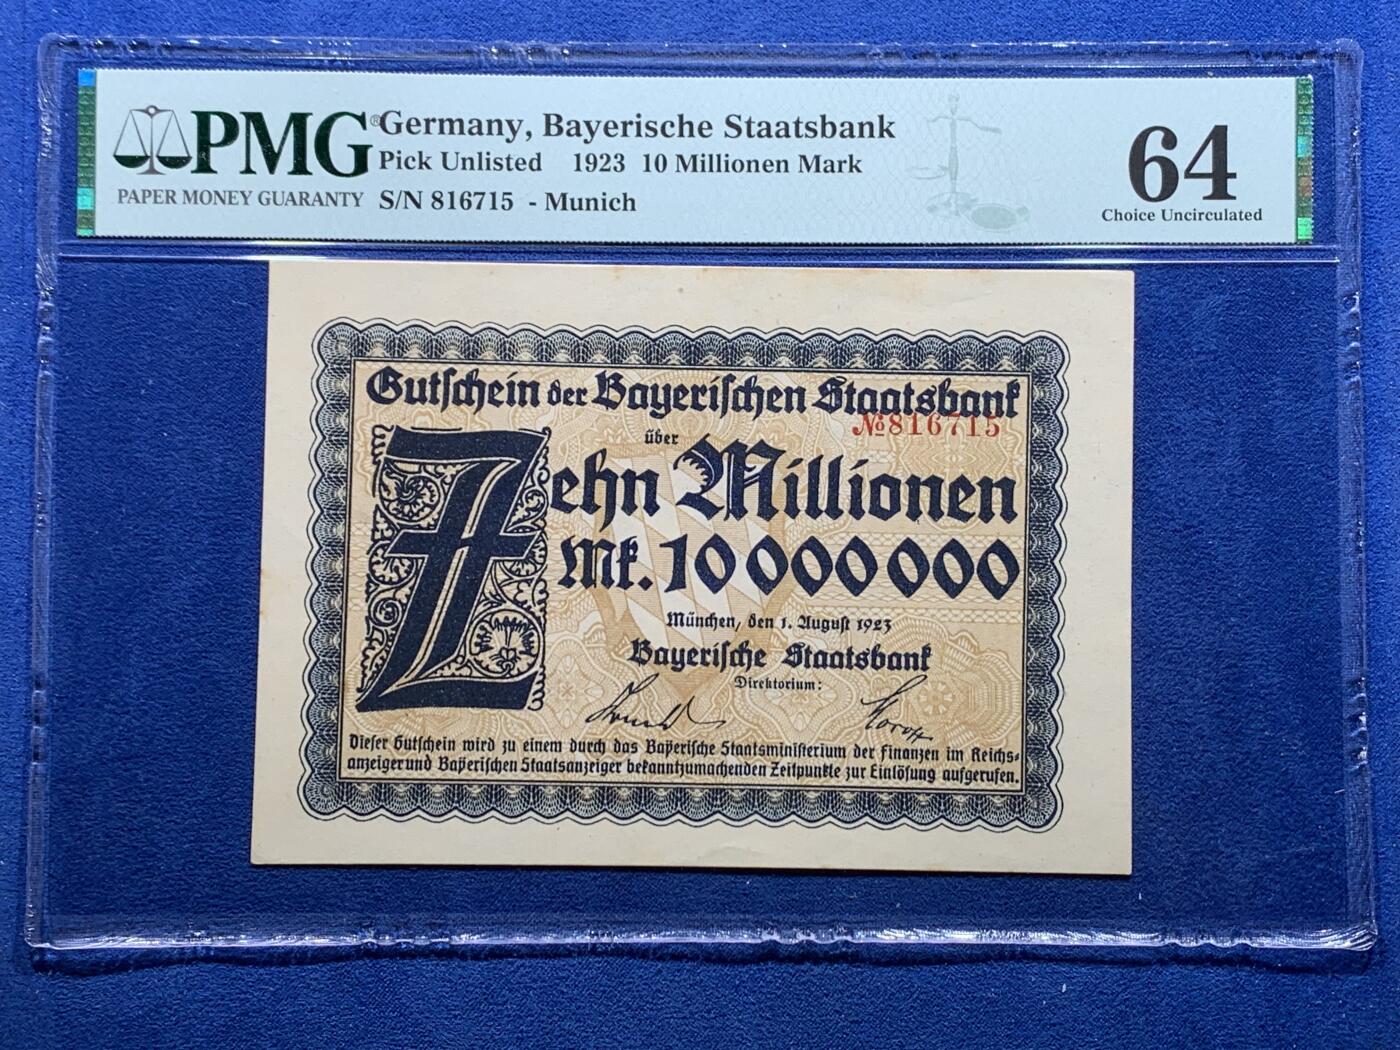 PMG®
PAPER MONEY GUARANTY
Germany, Bayerische Staatsbank
Pick Unlisted 1923 10 Millionen Mark
S/N 816715 - Munich
64
Choice Uncirculated
Gutschein der Bayerischen Staatsbank
№816715
über
Zehn Millionen
Mk. 10 000 000
München, den 1. August 1923
Bayerische Staatsbank
Direktorium:
Dieser Gutschein wird zu einem durch das Bayerische Staatsministerium der Finanzen im Reichs-
anzeiger und Bayerischen Staatsanzeiger bekanntzumachenden Zeitpunkte zur Einlösung aufgerufen.